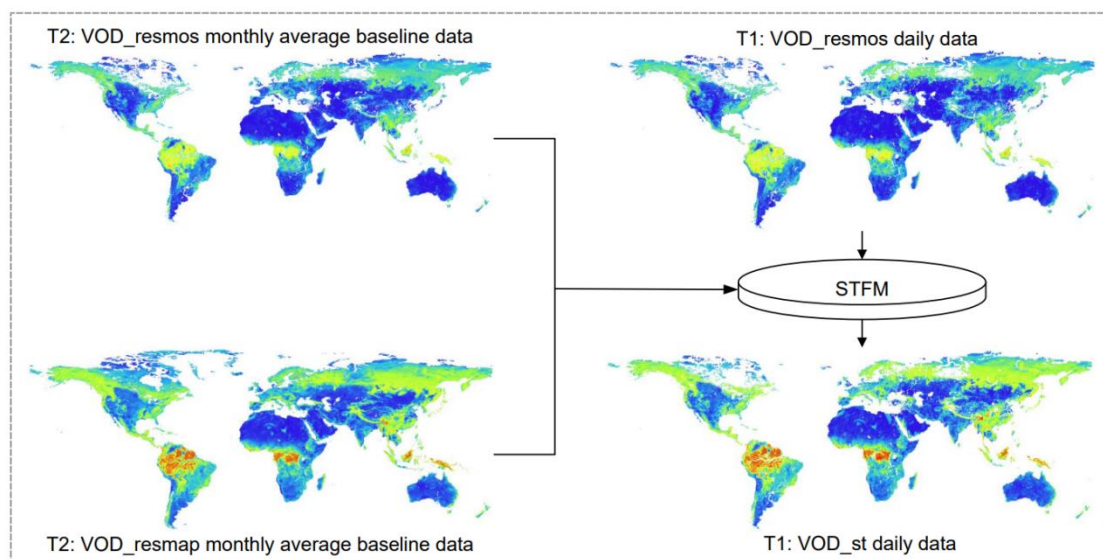 T2: VOD_resmos monthly average baseline data
T1: VOD_resmos daily data
STFM
T2: VOD_resmap monthly average baseline data
T1: VOD_st daily data